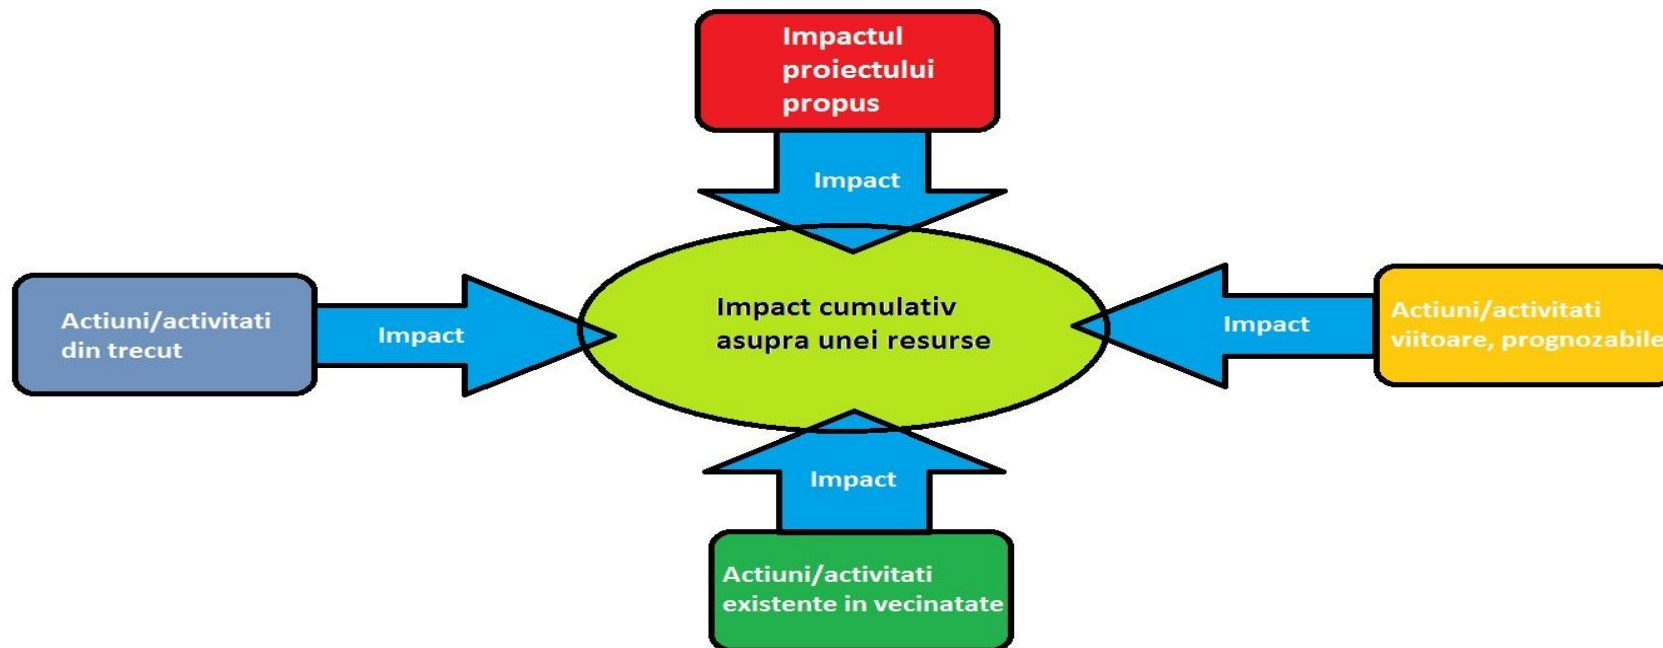 Impactul
proiectului
propus
Impact
Actiuni/activitati
din trecut
Impact
Impact cumulativ
asupra unei resurse
Impact
Actiuni/activitati
viitoare, prognozabile
Impact
Actiuni/activitati
existente in vecinatate